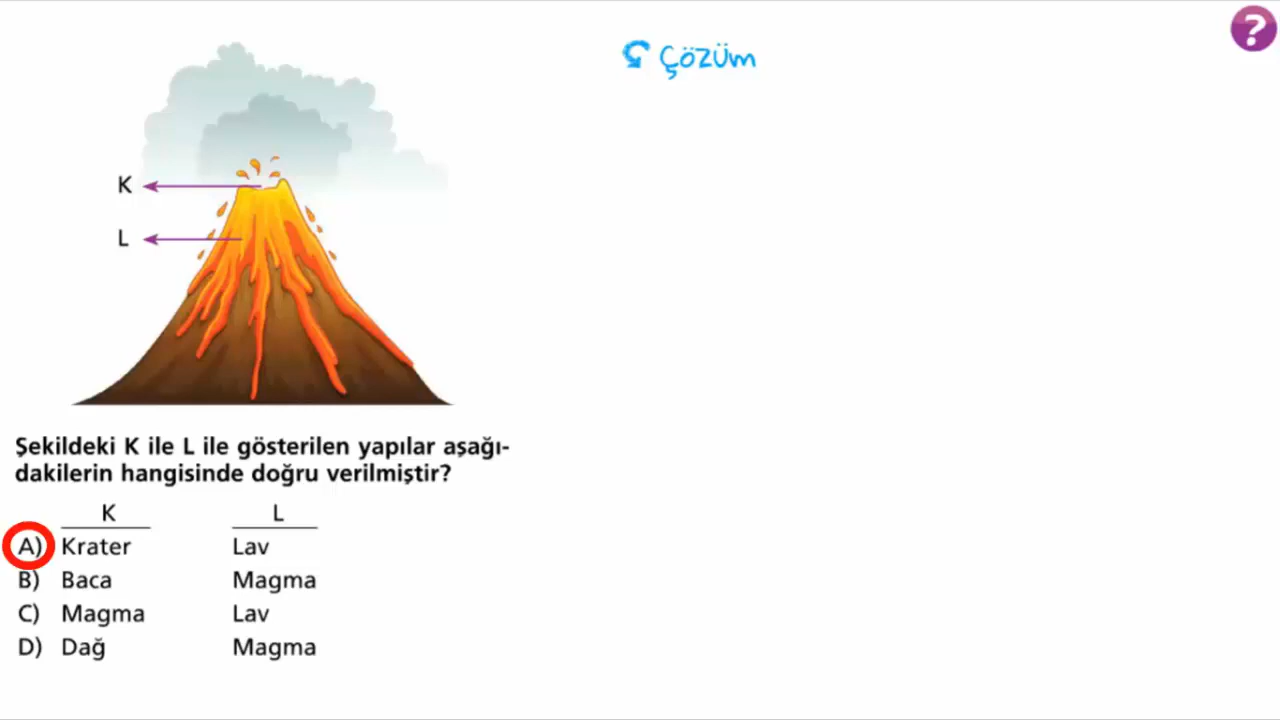 ?
Çözüm
K
L
Şekildeki K ile L ile gösterilen yapılar aşağı-
dakilerin hangisinde doğru verilmiştir?
K L
A) Krater Lav
B) Baca Magma
C) Magma Lav
D) Dağ Magma